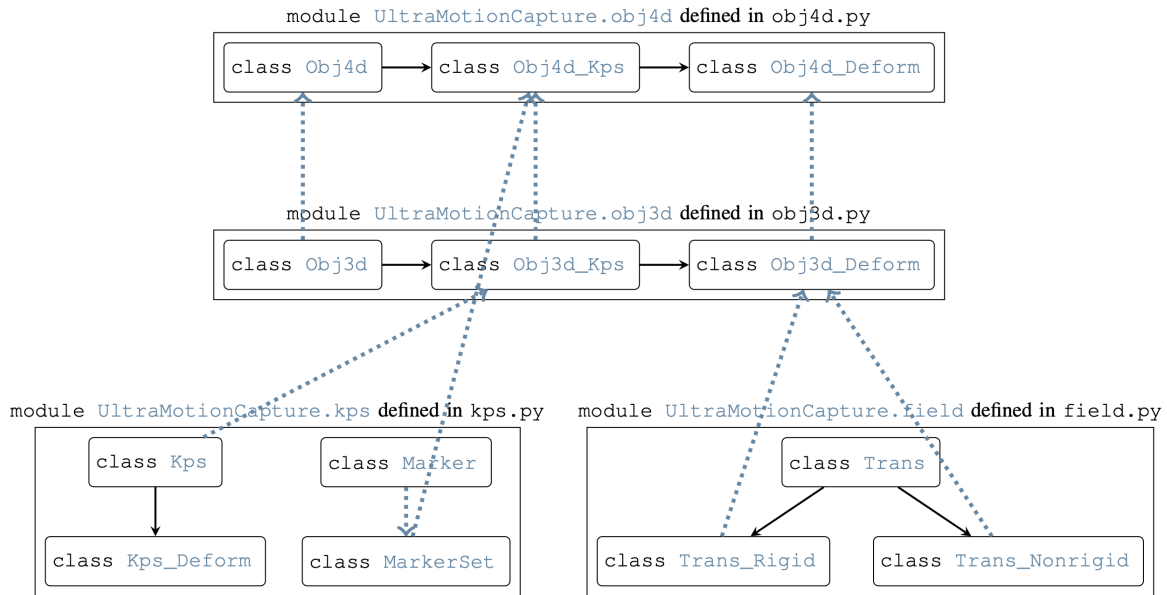 module UltraMotionCapture.obj4d defined in obj4d.py
class Obj4d class Obj4d_Kps class Obj4d_Deform
module UltraMotionCapture.obj3d defined in obj3d.py
class Obj3d class Obj3d_Kps class Obj3d_Deform
module UltraMotionCapture.kps defined in kps.py module UltraMotionCapture.field defined in field.py
class Kps class Marker class Trans
class Kps_Deform class MarkerSet class Trans_Rigid class Trans_Nonrigid